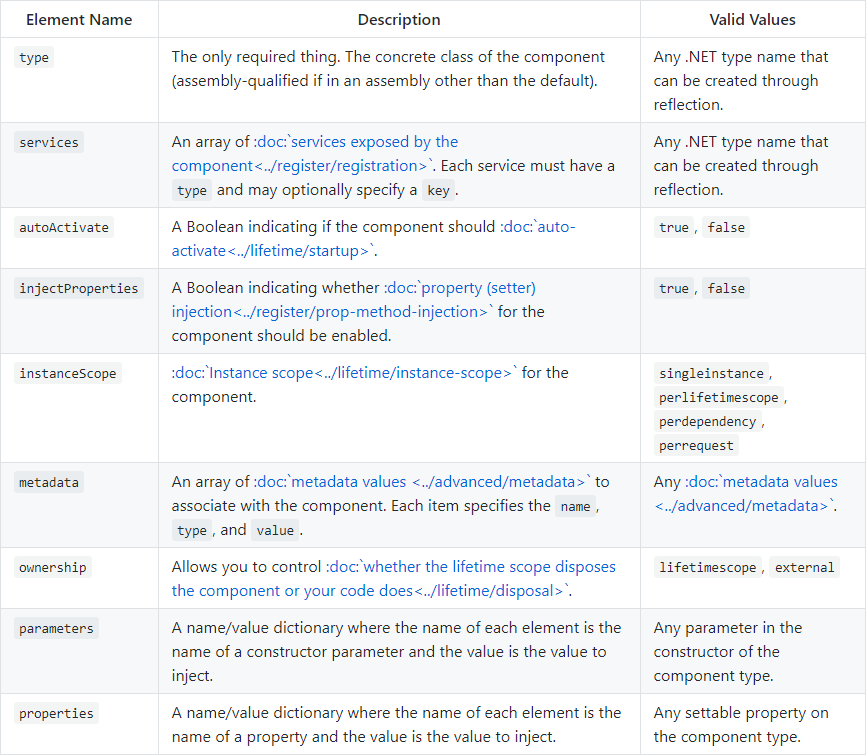 Element Name Description Valid Values
type The only required thing. The concrete class of the component Any .NET type name that
(assembly-qualified if in an assembly other than the default). can be created through
reflection.
services An array of :doc:`services exposed by the Any .NET type name that
component<../register/registration>`. Each service must have a can be created through
type and may optionally specify a key. reflection.
autoActivate A Boolean indicating if the component should :doc:`auto- true, false
activate<../lifetime/startup>`.
injectProperties A Boolean indicating whether :doc:`property (setter) true, false
injection<../register/prop-method-injection>` for the
component should be enabled.
instanceScope :doc:`Instance scope<../lifetime/instance-scope>` for the singleinstance,
component. perlifetimescope,
perdependency,
perrequest
metadata An array of :doc:`metadata values <../advanced/metadata>` to Any :doc:`metadata values
associate with the component. Each item specifies the name, <../advanced/metadata>`.
type, and value.
ownership Allows you to control :doc:`whether the lifetime scope disposes lifetimescope, external
the component or your code does<../lifetime/disposal>`.
parameters A name/value dictionary where the name of each element is the Any parameter in the
name of a constructor parameter and the value is the value to constructor of the
inject. component type.
properties A name/value dictionary where the name of each element is the Any settable property on
name of a property and the value is the value to inject. the component type.